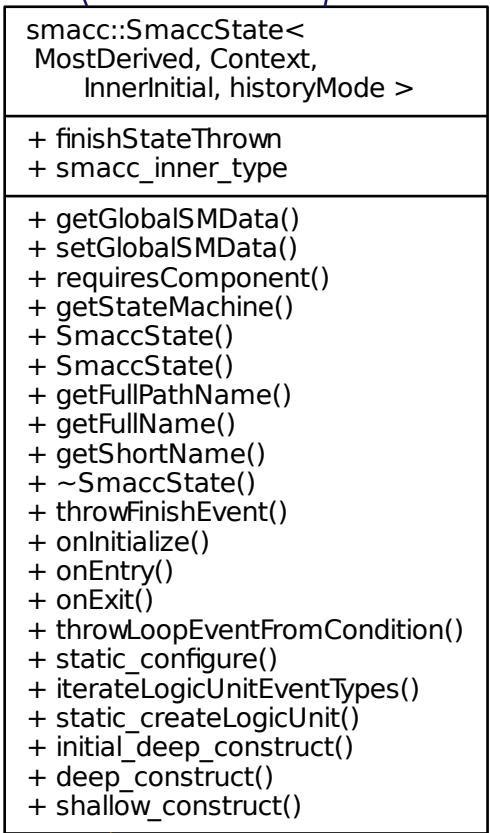 smacc::SmaccState<
MostDerived, Context,
InnerInitial, historyMode >
+ finishStateThrown
+ smacc_inner_type
+ getGlobalSMData()
+ setGlobalSMData()
+ requiresComponent()
+ getStateMachine()
+ SmaccState()
+ SmaccState()
+ getFullPathName()
+ getFullName()
+ getShortName()
+ ~SmaccState()
+ throwFinishEvent()
+ onInitialize()
+ onEntry()
+ onExit()
+ throwLoopEventFromCondition()
+ static_configure()
+ iterateLogicUnitEventTypes()
+ static_createLogicUnit()
+ initial_deep_construct()
+ deep_construct()
+ shallow_construct()